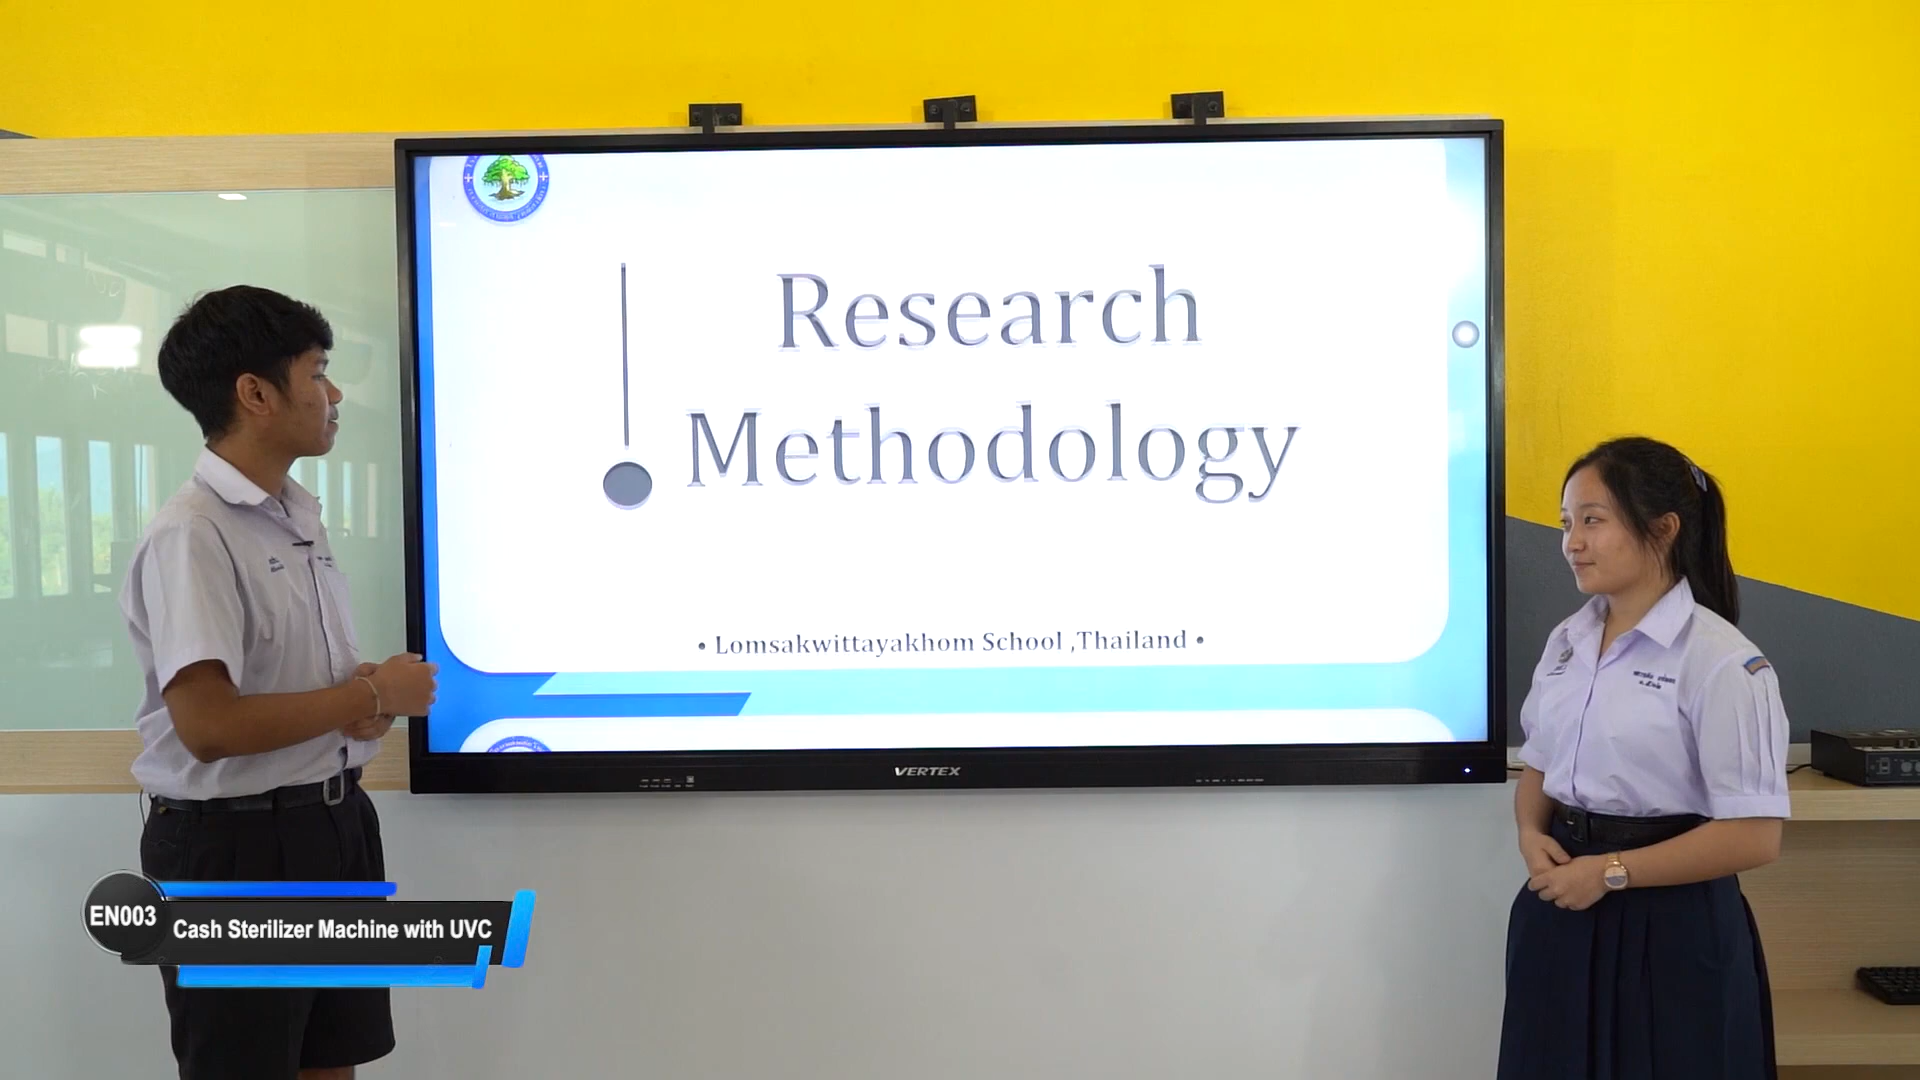 Research
Methodology
• Lomsakwittayakhom School ,Thailand •
VERTEX
EN003
Cash Sterilizer Machine with UVC